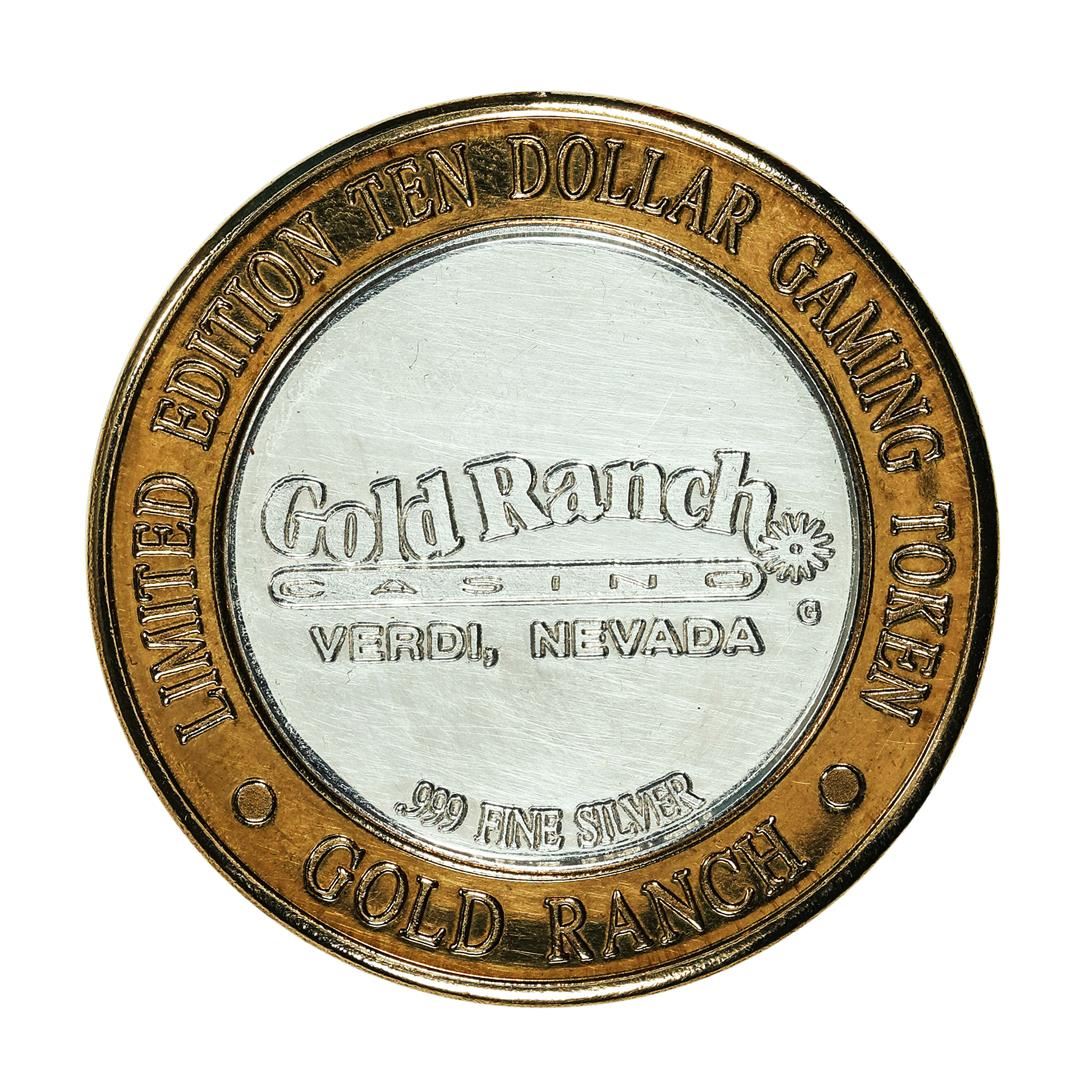 LIMITED EDITION TEN DOLLAR GAMING TOKEN
Gold Ranch
CASINO
G
VERDI, NEVADA
.999 FINE SILVER
GOLD RANCH